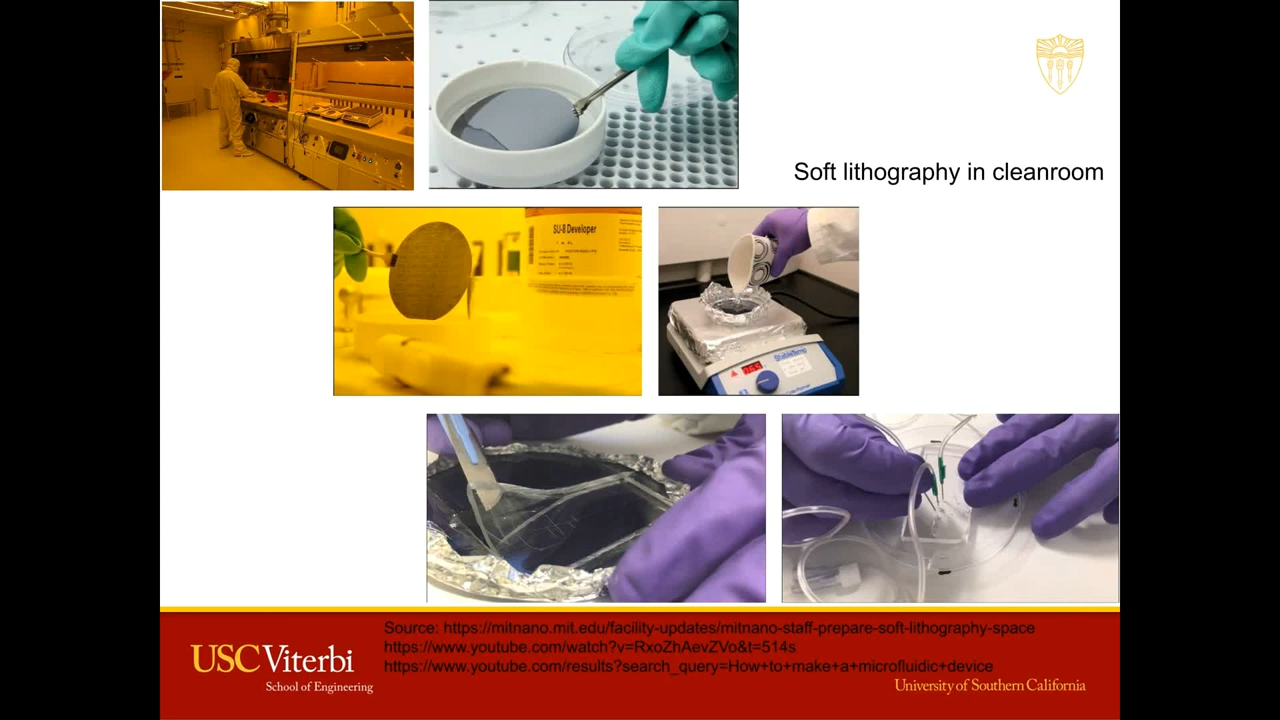 Soft lithography in cleanroom
SU-8 Developer
StableTemp
Source: https://mitnano.mit.edu/facility-updates/mitnano-staff-prepare-soft-lithography-space
https://www.youtube.com/watch?v=RxoZhAevZVo&t=514s
https://www.youtube.com/results?search_query=How+to+make+a+microfluidic+device
USC Viterbi
School of Engineering
University of Southern California